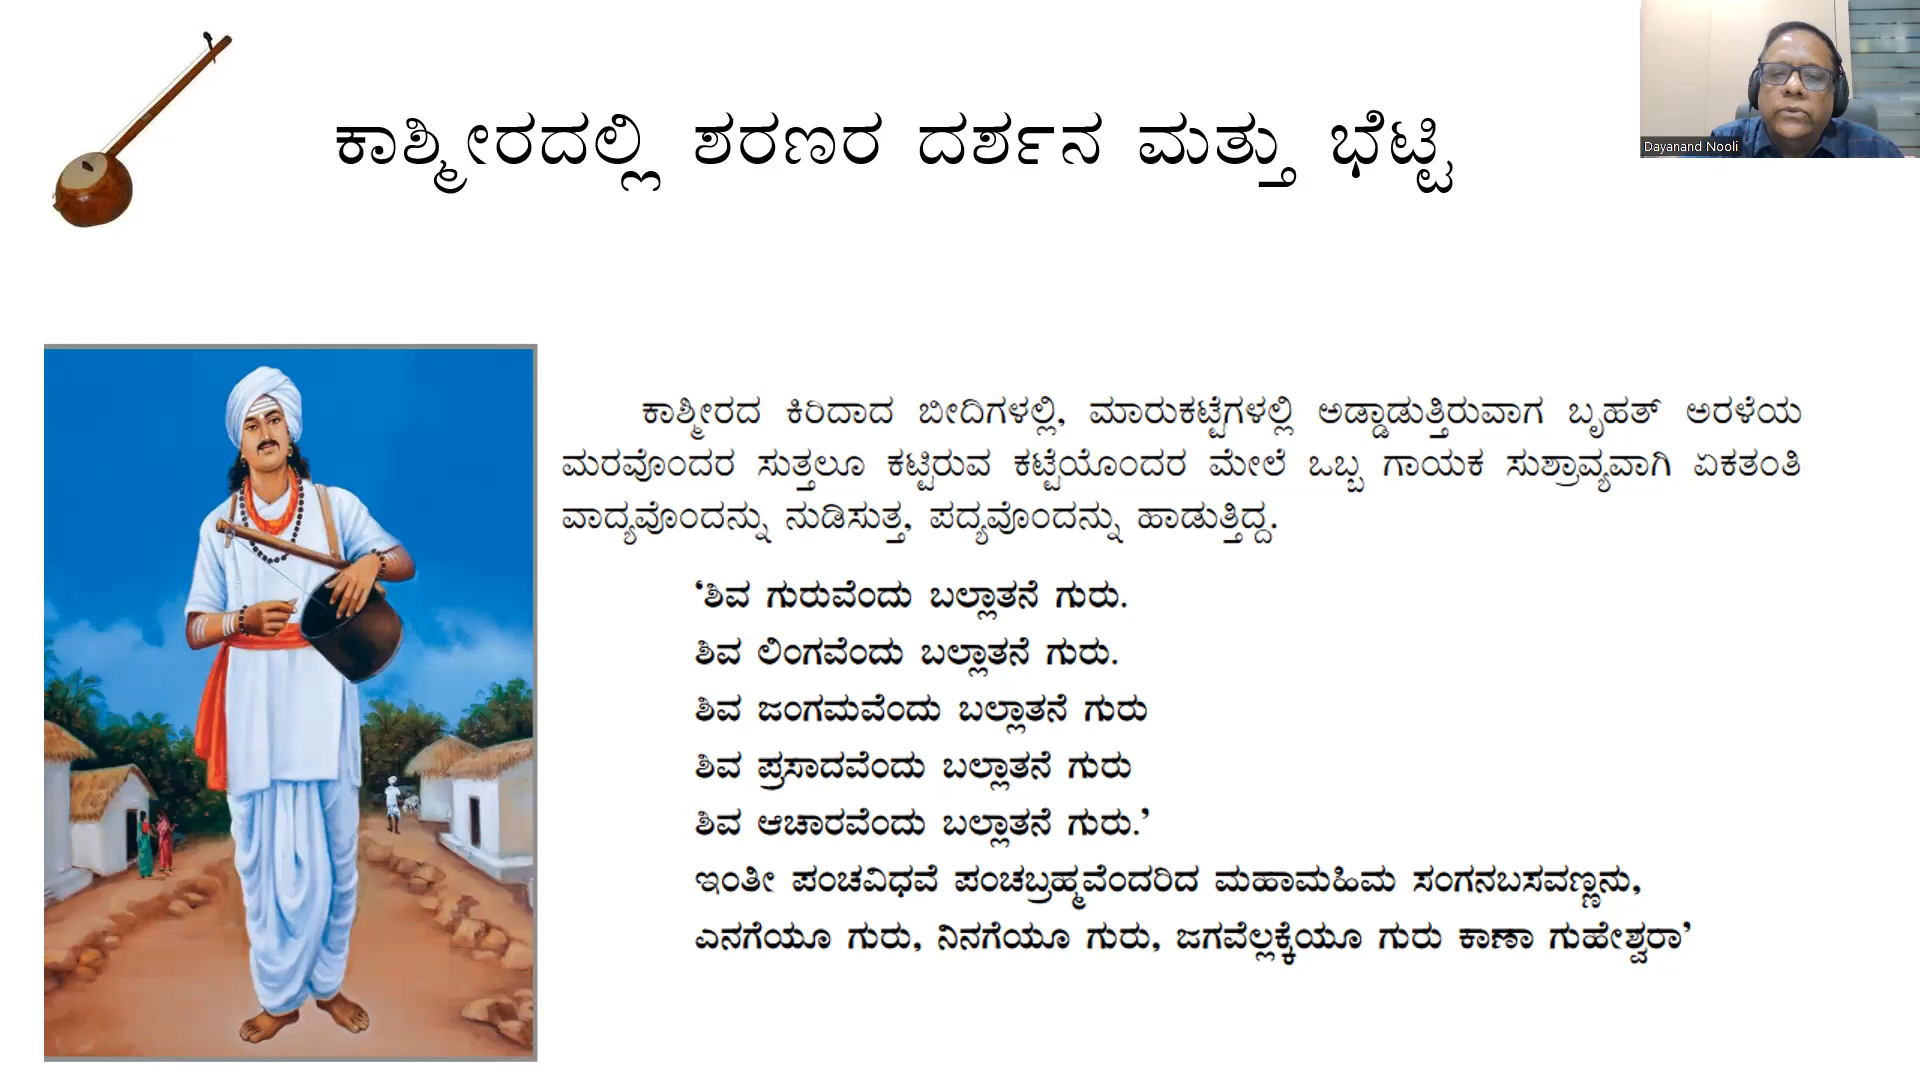 ಕಾಶ್ಮೀರದಲ್ಲಿ ಶರಣರ ದರ್ಶನ ಮತ್ತು ಭೆಟ್ಟಿ
Dayanand Nooli
ಕಾಶ್ಮೀರದ ಕಿರಿದಾದ ಬೀದಿಗಳಲ್ಲಿ, ಮಾರುಕಟ್ಟೆಗಳಲ್ಲಿ ಅಡ್ಡಾಡುತ್ತಿರುವಾಗ ಬೃಹತ್ ಅರಳೆಯ
ಮರವೊಂದರ ಸುತ್ತಲೂ ಕಟ್ಟಿರುವ ಕಟ್ಟೆಯೊಂದರ ಮೇಲೆ ಒಬ್ಬ ಗಾಯಕ ಸುಶ್ರಾವ್ಯವಾಗಿ ಏಕತಂತಿ
ವಾದ್ಯವೊಂದನ್ನು ನುಡಿಸುತ್ತ, ಪದ್ಯವೊಂದನ್ನು ಹಾಡುತ್ತಿದ್ದ.
‘ಶಿವ ಗುರುವೆಂದು ಬಲ್ಲಾತನೆ ಗುರು.
ಶಿವ ಲಿಂಗವೆಂದು ಬಲ್ಲಾತನೆ ಗುರು.
ಶಿವ ಜಂಗಮವೆಂದು ಬಲ್ಲಾತನೆ ಗುರು
ಶಿವ ಪ್ರಸಾದವೆಂದು ಬಲ್ಲಾತನೆ ಗುರು
ಶಿವ ಆಚಾರವೆಂದು ಬಲ್ಲಾತನೆ ಗುರು.’
ಇಂತೀ ಪಂಚವಿಧವೆ ಪಂಚಬ್ರಹ್ಮವೆಂದರಿದ ಮಹಾಮಹಿಮ ಸಂಗನಬಸವಣ್ಣನು,
ಎನಗೆಯೂ ಗುರು, ನಿನಗೆಯೂ ಗುರು, ಜಗವೆಲ್ಲಕ್ಕೆಯೂ ಗುರು ಕಾಣಾ ಗುಹೇಶ್ವರಾ’